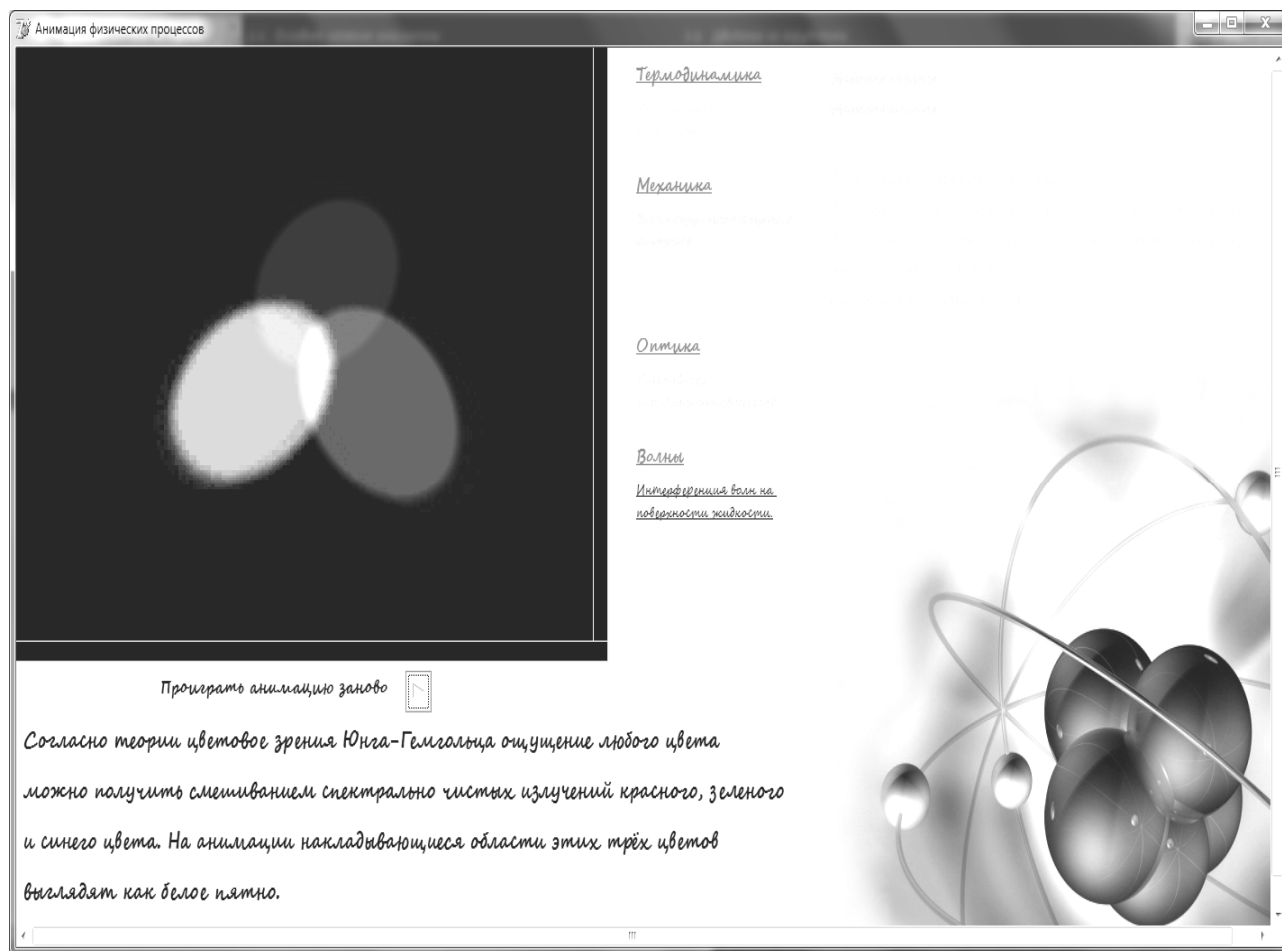 Анимация физических процессов
Термодинамика
Механика
Оптика
Волны
Интерференция волн на
поверхности жидкости.
Проиграть анимацию заново
Согласно теории цветовое зрения Юнга-Гемгольца ощущение любого цвета
можно получить смешиванием спектрально чистых излучений красного, зеленого
и синего цвета. На анимации накладывающиеся области этих трёх цветов
выглядят как белое пятно.